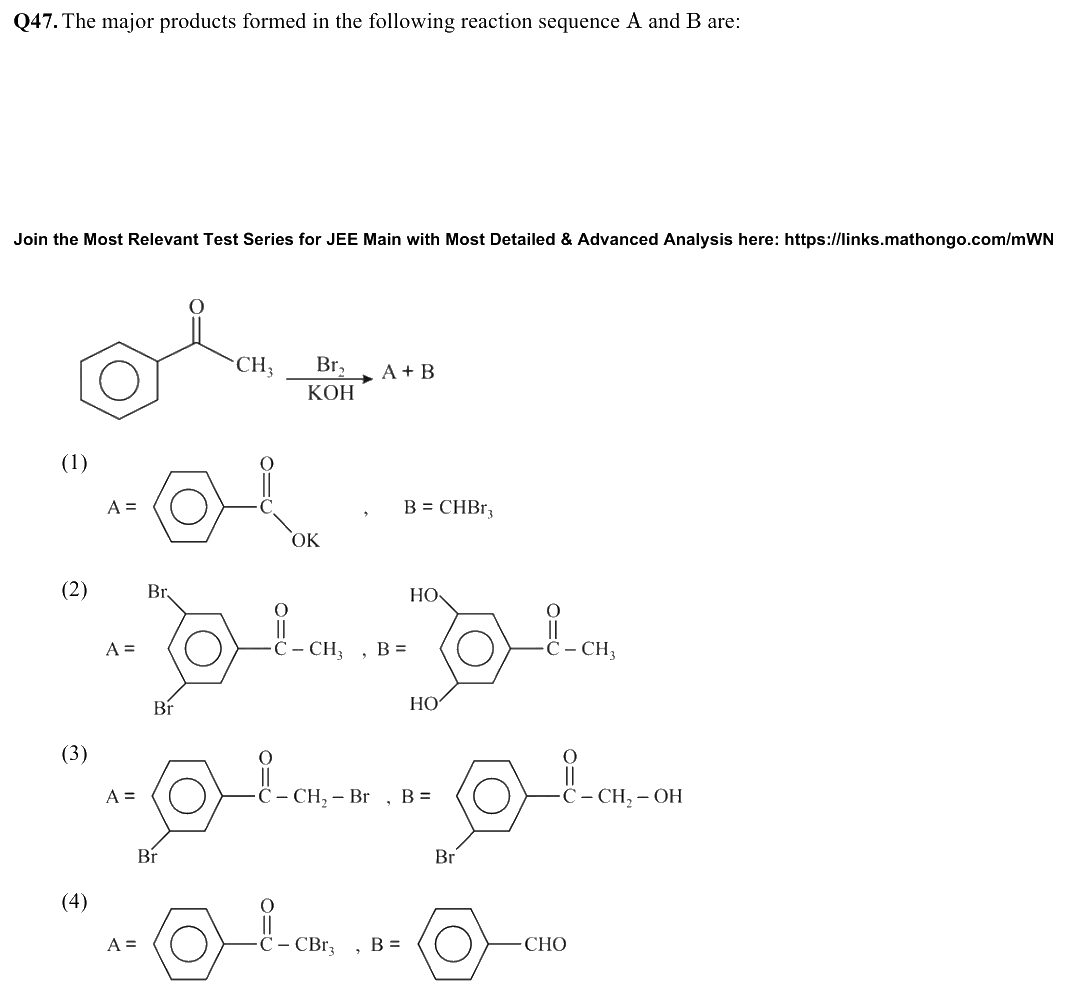 Q47. The major products formed in the following reaction sequence A and B are:
Join the Most Relevant Test Series for JEE Main with Most Detailed & Advanced Analysis here: https://links.mathongo.com/mWN
O
CH₃ Br₂ A + B
KOH
(1)
O
A = C , B = CHBr₃
OK
(2) Br HO
O O
A = C – CH₃ , B = C – CH₃
Br HO
(3)
O O
A = C – CH₂ – Br , B = C – CH₂ – OH
Br Br
(4)
O
A = C – CBr₃ , B = CHO